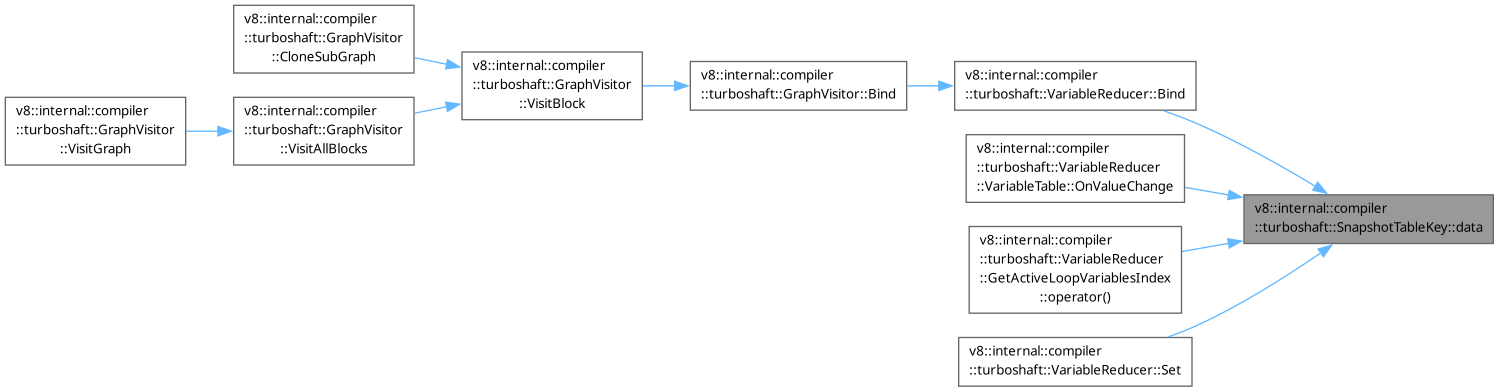 v8::internal::compiler
::turboshaft::GraphVisitor
::VisitGraph
v8::internal::compiler
::turboshaft::GraphVisitor
::CloneSubGraph
v8::internal::compiler
::turboshaft::GraphVisitor
::VisitAllBlocks
v8::internal::compiler
::turboshaft::GraphVisitor
::VisitBlock
v8::internal::compiler
::turboshaft::GraphVisitor::Bind
v8::internal::compiler
::turboshaft::VariableReducer::Bind
v8::internal::compiler
::turboshaft::VariableReducer
::VariableTable::OnValueChange
v8::internal::compiler
::turboshaft::VariableReducer
::GetActiveLoopVariablesIndex
::operator()
v8::internal::compiler
::turboshaft::VariableReducer::Set
v8::internal::compiler
::turboshaft::SnapshotTableKey::data